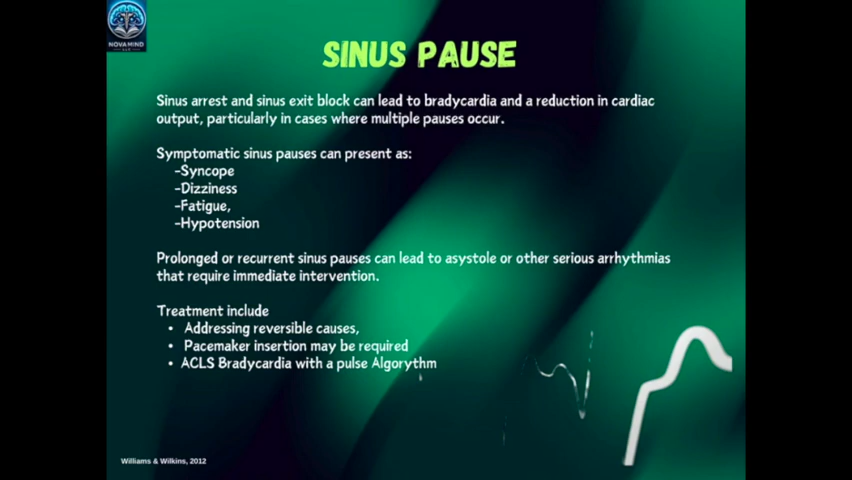 NOVAMIND
SINUS PAUSE
Sinus arrest and sinus exit block can lead to bradycardia and a reduction in cardiac
output, particularly in cases where multiple pauses occur.
Symptomatic sinus pauses can present as:
-Syncope
-Dizziness
-Fatigue,
-Hypotension
Prolonged or recurrent sinus pauses can lead to asystole or other serious arrhythmias
that require immediate intervention.
Treatment include
• Addressing reversible causes,
• Pacemaker insertion may be required
• ACLS Bradycardia with a pulse Algorythm
Williams & Wilkins, 2012